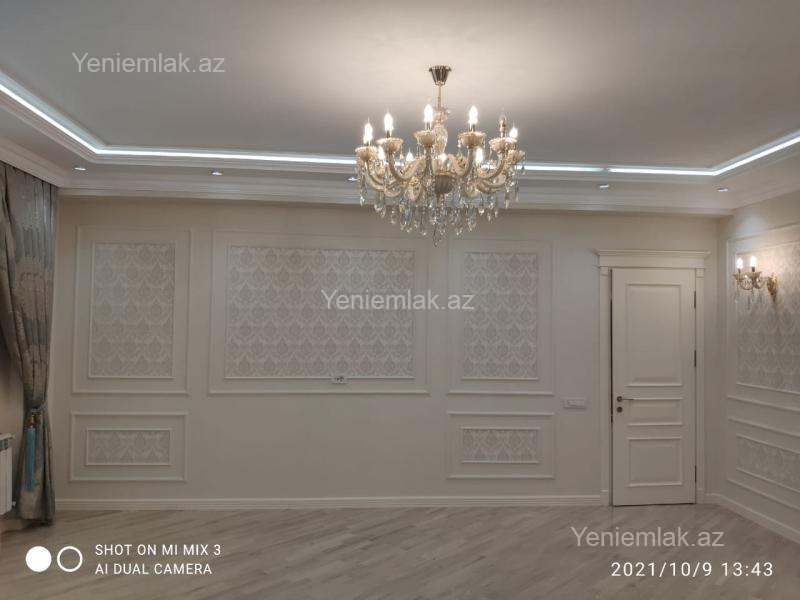 Yeniemlak.az
Yeniemlak.az
Yeniemlak.az
SHOT ON MI MIX 3
AI DUAL CAMERA
2021/10/9 13:43